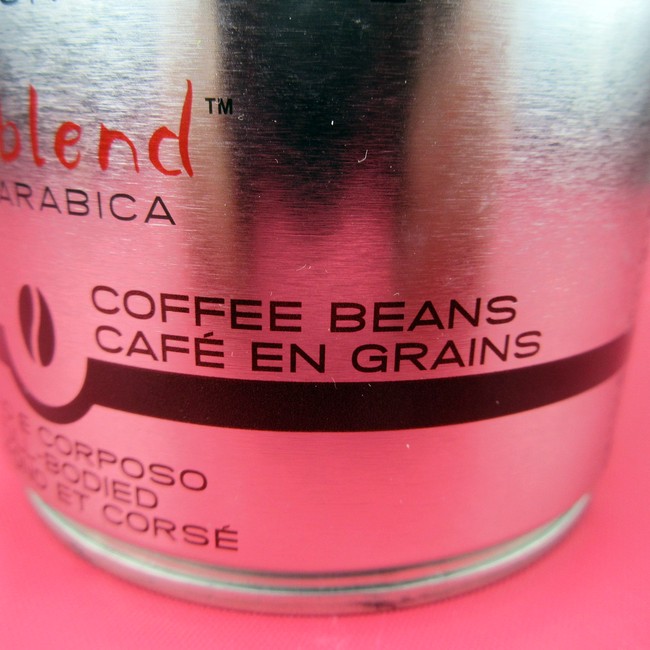 blend™
ARABICA
COFFEE BEANS
CAFÉ EN GRAINS
E CORPOSO
-BODIED
ET CORSÉ